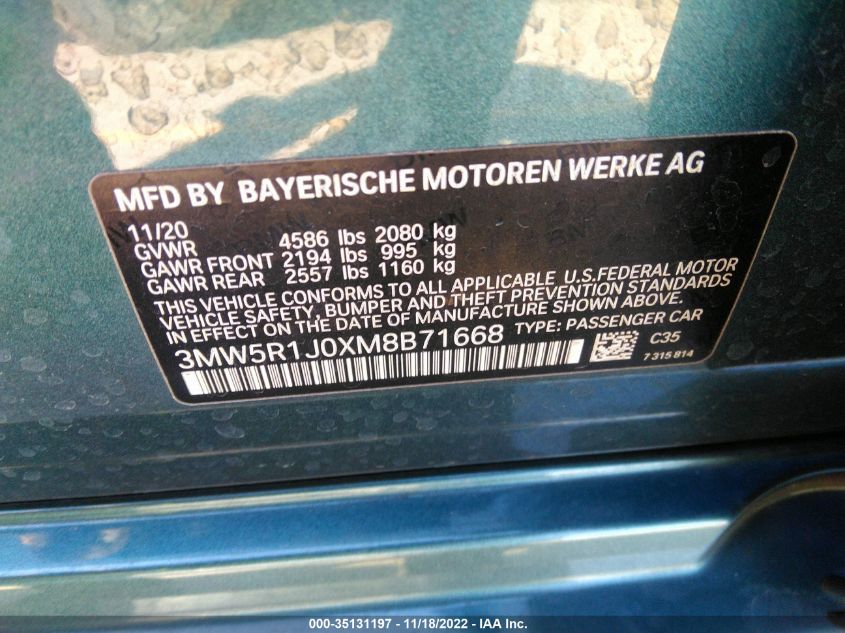 MFD BY BAYERISCHE MOTOREN WERKE AG
11/20
GVWR 4586 lbs 2080 kg
GAWR FRONT 2194 lbs 995 kg
GAWR REAR 2557 lbs 1160 kg
THIS VEHICLE CONFORMS TO ALL APPLICABLE U.S.FEDERAL MOTOR
VEHICLE SAFETY, BUMPER AND THEFT PREVENTION STANDARDS
IN EFFECT ON THE DATE OF MANUFACTURE SHOWN ABOVE.
3MW5R1J0XM8B71668 TYPE: PASSENGER CAR
C35
7 315 814
000-35131197 - 11/18/2022 - IAA Inc.